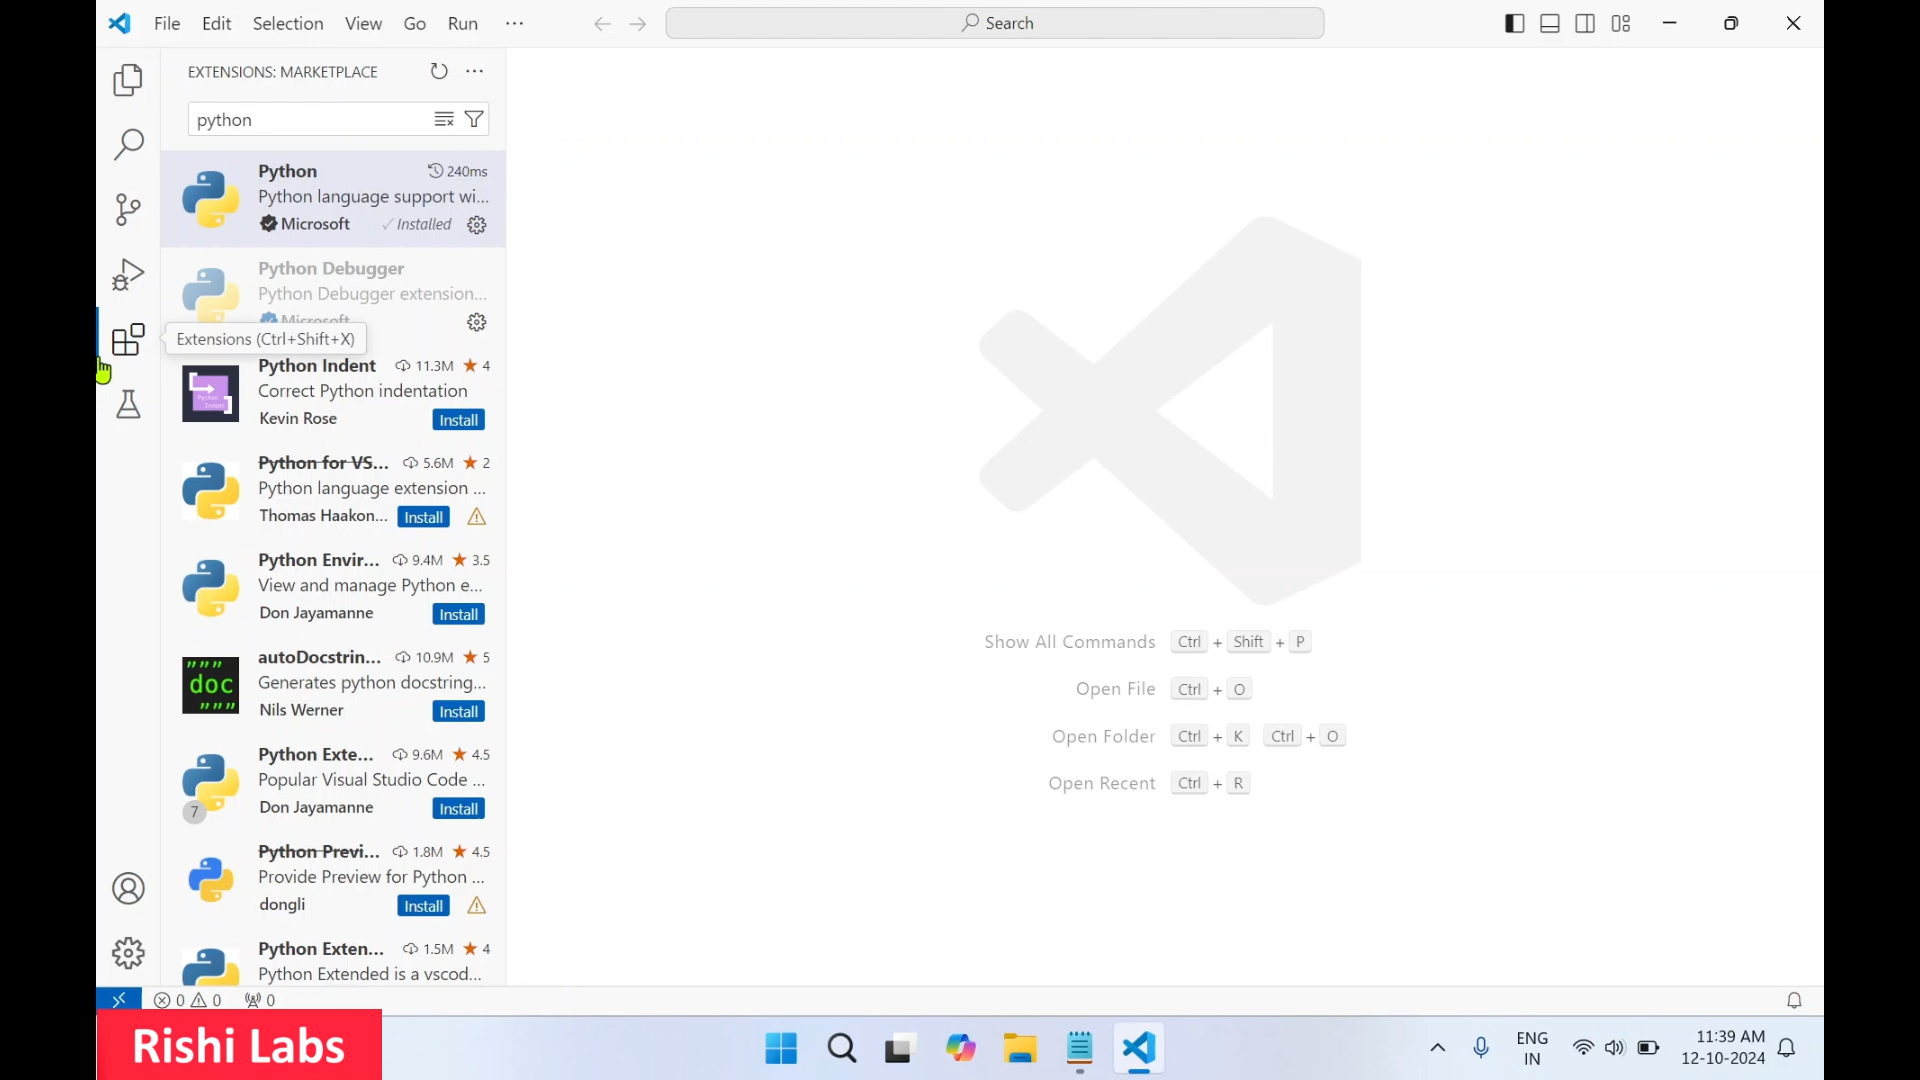 File Edit Selection View Go Run ···
Search
EXTENSIONS: MARKETPLACE
python
Python 240ms
Python language support wi...
Microsoft ✓ Installed
Python Debugger
Python Debugger extension...
Microsoft
Extensions (Ctrl+Shift+X)
Python Indent 11.3M ★ 4
Correct Python indentation
Kevin Rose Install
Python for VS... 5.6M ★ 2
Python language extension ...
Thomas Haakon... Install
Python Envir... 9.4M ★ 3.5
View and manage Python e...
Don Jayamanne Install
autoDocstrin... 10.9M ★ 5
""" doc """
Generates python docstring...
Nils Werner Install
Python Exte... 9.6M ★ 4.5
Popular Visual Studio Code ...
7
Don Jayamanne Install
Python Previ... 1.8M ★ 4.5
Provide Preview for Python ...
dongli Install
Python Exten... 1.5M ★ 4
Python Extended is a vscod...
Show All Commands Ctrl + Shift + P
Open File Ctrl + O
Open Folder Ctrl + K Ctrl + O
Open Recent Ctrl + R
0 0 0
Rishi Labs
ENG
IN
11:39 AM
12-10-2024